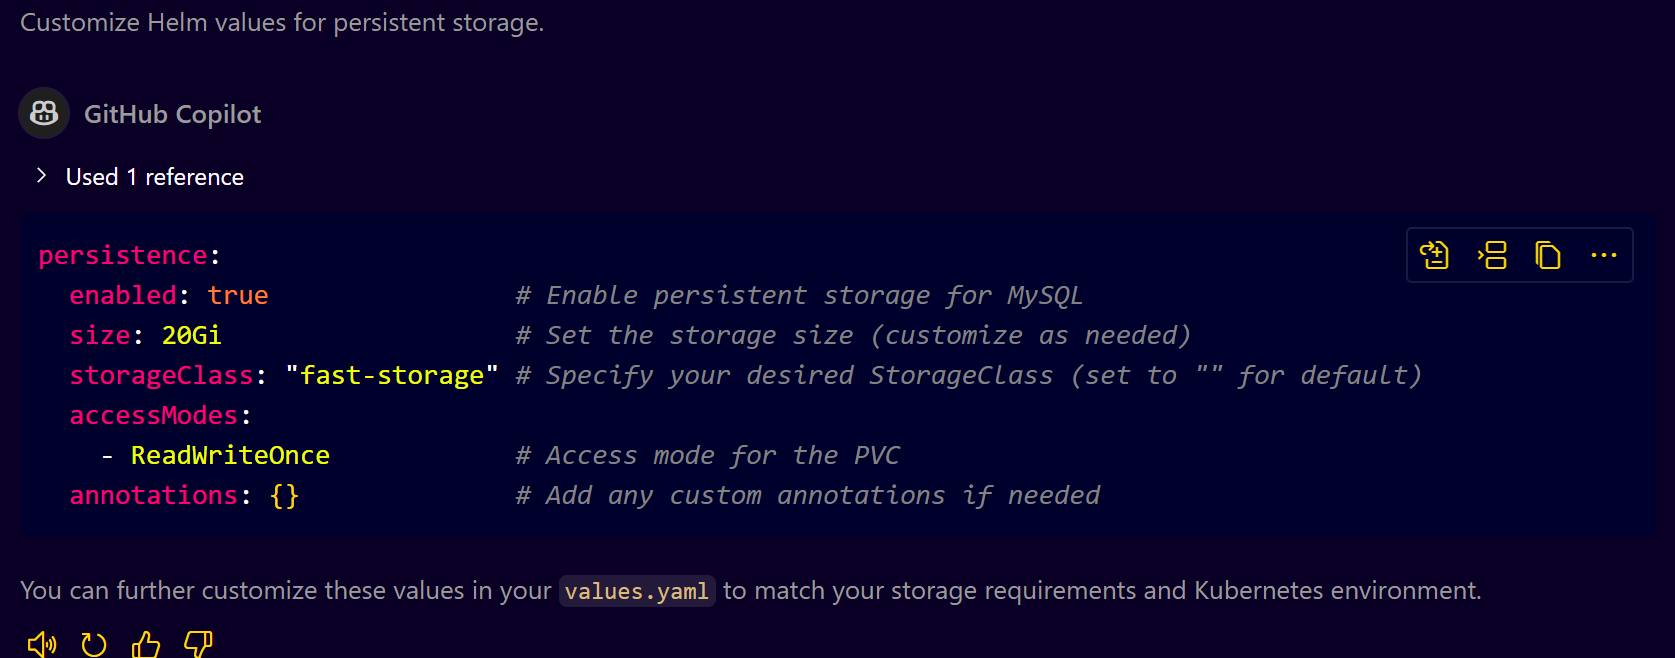 Customize Helm values for persistent storage.
GitHub Copilot
Used 1 reference
persistence:
  enabled: true                # Enable persistent storage for MySQL
  size: 20Gi                   # Set the storage size (customize as needed)
  storageClass: "fast-storage" # Specify your desired StorageClass (set to "" for default)
  accessModes:
    - ReadWriteOnce            # Access mode for the PVC
  annotations: {}              # Add any custom annotations if needed
You can further customize these values in your values.yaml to match your storage requirements and Kubernetes environment.